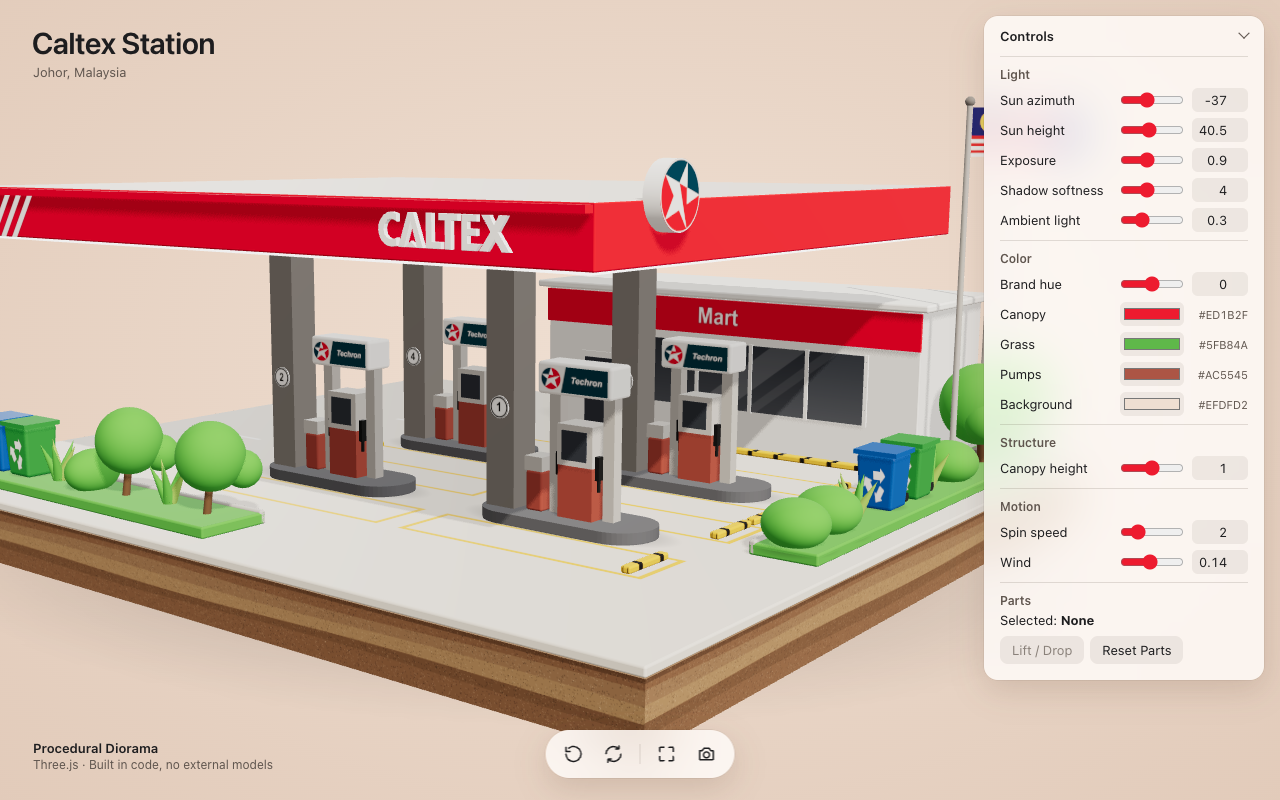 Caltex Station
Johor, Malaysia
CALTEX
Mart
Techron
Techron
Techron
Techron
2
4
1
Controls
Light
Sun azimuth -37
Sun height 40.5
Exposure 0.9
Shadow softness 4
Ambient light 0.3
Color
Brand hue 0
Canopy #ED1B2F
Grass #5FB84A
Pumps #AC5545
Background #EFDFD2
Structure
Canopy height 1
Motion
Spin speed 2
Wind 0.14
Parts
Selected: None
Lift / Drop Reset Parts
Procedural Diorama
Three.js · Built in code, no external models